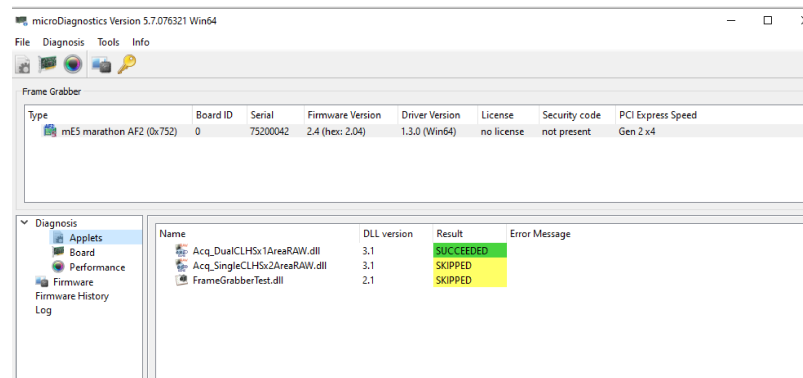 microDiagnostics Version 5.7.076321 Win64
File Diagnosis Tools Info
Frame Grabber
Type Board ID Serial Firmware Version Driver Version License Security code PCI Express Speed
mE5 marathon AF2 (0x752) 0 75200042 2.4 (hex: 2.04) 1.3.0 (Win64) no license not present Gen 2 x4
Diagnosis
Applets
Board
Performance
Firmware
Firmware History
Log
Name DLL version Result Error Message
Acq_DualCLHSx1AreaRAW.dll 3.1 SUCCEEDED
Acq_SingleCLHSx2AreaRAW.dll 3.1 SKIPPED
FrameGrabberTest.dll 2.1 SKIPPED